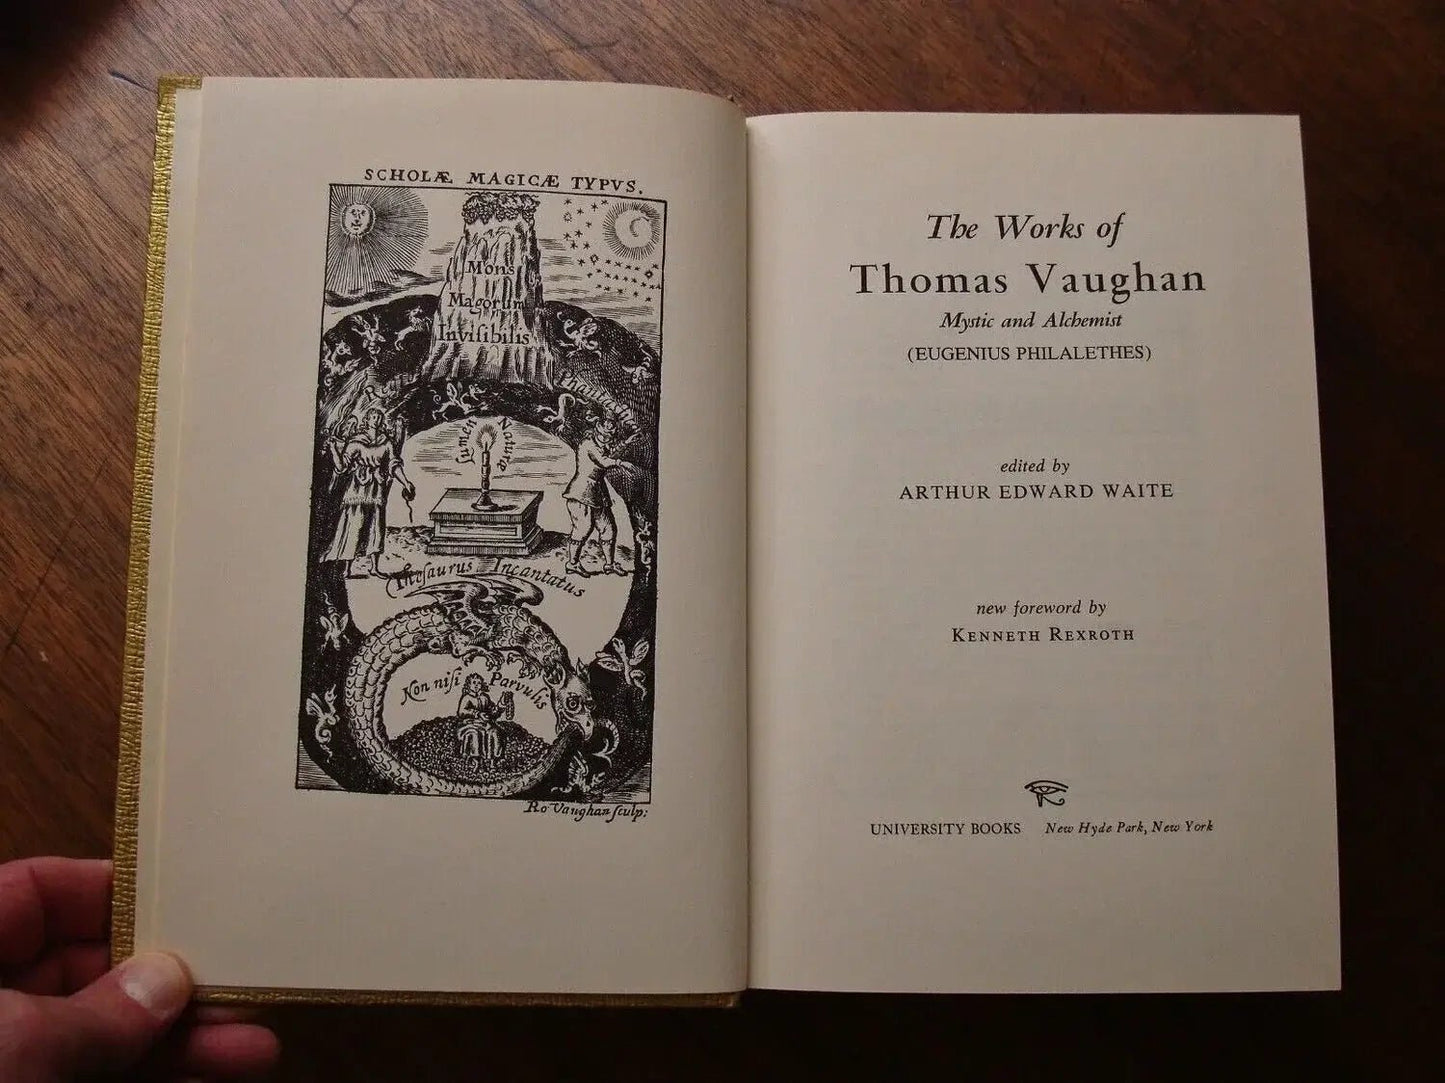 SCHOLÆ MAGICÆ TYPVS.
Mons
Magorum
Invisibilis
Phantasia
Lumen Naturæ
Thesaurus Incantatus
Non nisi Parvulis
Ro Vaughan sculp:
The Works of
Thomas Vaughan
Mystic and Alchemist
(EUGENIUS PHILALETHES)
edited by
ARTHUR EDWARD WAITE
new foreword by
KENNETH REXROTH
UNIVERSITY BOOKS New Hyde Park, New York